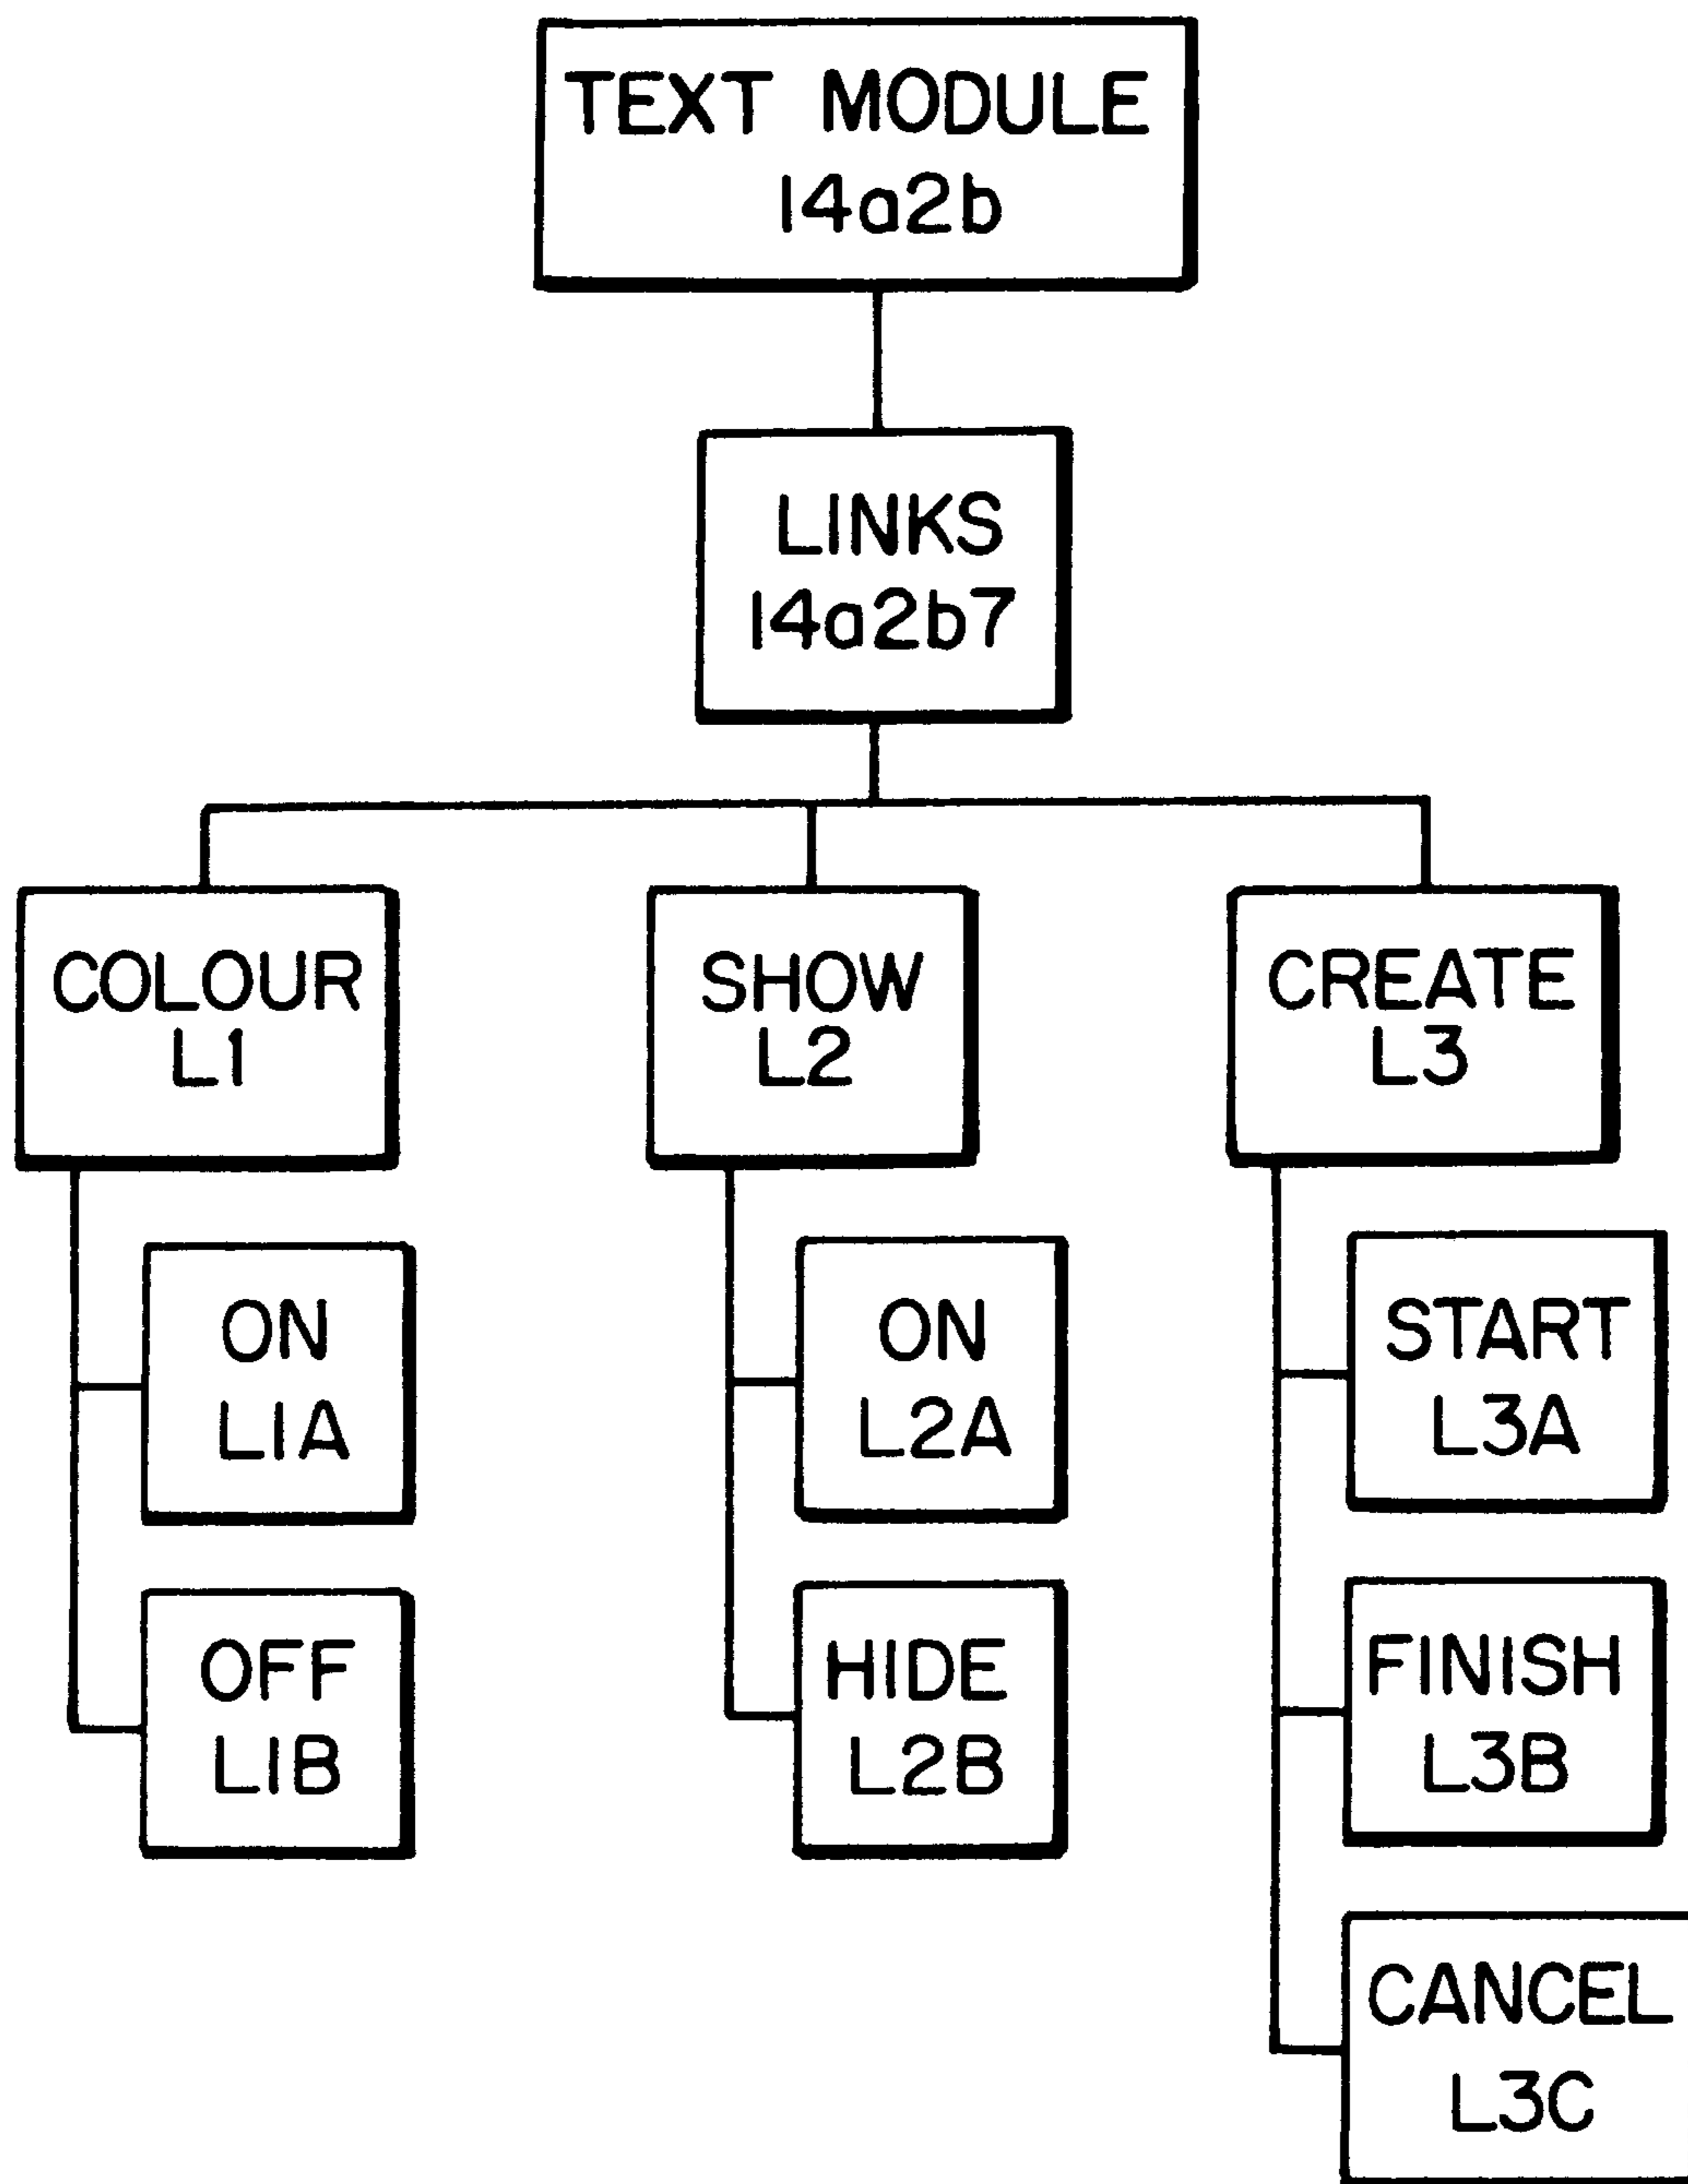 TEXT MODULE
14a2b
LINKS
14a2b7
COLOUR
L1
SHOW
L2
CREATE
L3
ON
L1A
ON
L2A
START
L3A
OFF
L1B
HIDE
L2B
FINISH
L3B
CANCEL
L3C